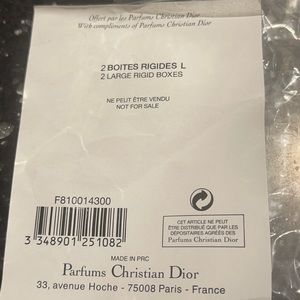 Offert par les Parfums Christian Dior
With compliments of Parfums Christian Dior
2 BOITES RIGIDES L
2 LARGE RIGID BOXES
NE PEUT ÊTRE VENDU
NOT FOR SALE
F810014300
3 348901 251082
CET ARTICLE NE PEUT
ÊTRE DISTRIBUÉ QUE PAR LES
DÉPOSITAIRES AGRÉÉS DES
Parfums Christian Dior
MADE IN PRC
Parfums Christian Dior
33, avenue Hoche - 75008 Paris - France